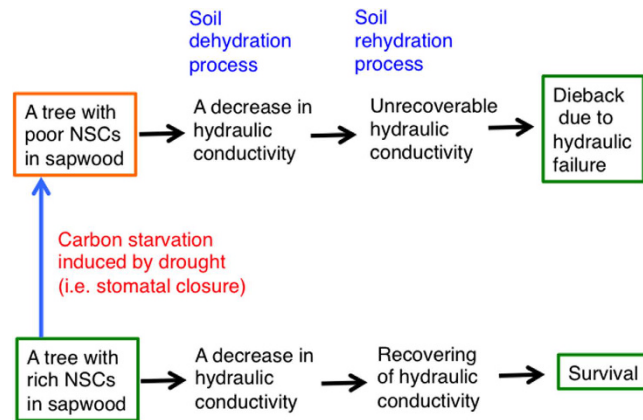 Soil
dehydration
process
Soil
rehydration
process
A tree with
poor NSCs
in sapwood
A decrease in
hydraulic
conductivity
Unrecoverable
hydraulic
conductivity
Dieback
due to
hydraulic
failure
Carbon starvation
induced by drought
(i.e. stomatal closure)
A tree with
rich NSCs
in sapwood
A decrease in
hydraulic
conductivity
Recovering
of hydraulic
conductivity
Survival